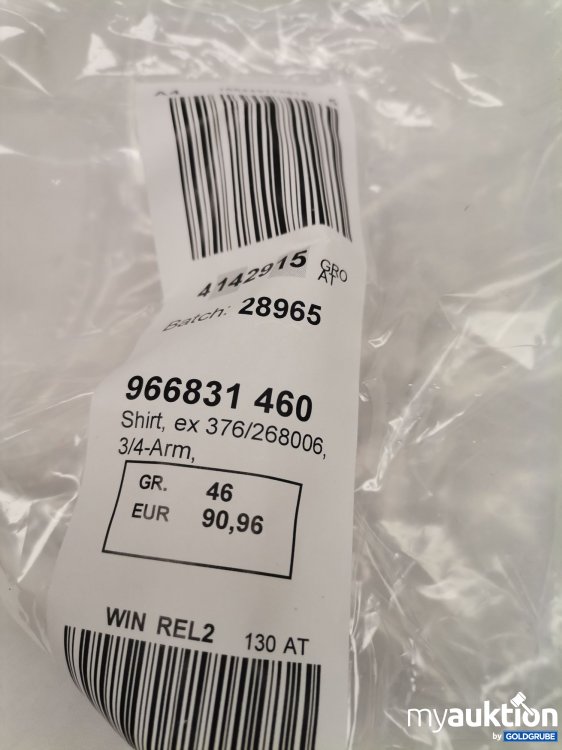 4142915 GRO
AT
Batch: 28965
966831 460
Shirt, ex 376/268006,
3/4-Arm,
GR. 46
EUR 90,96
WIN REL2 130 AT
myauktion
by GOLDGRUBE